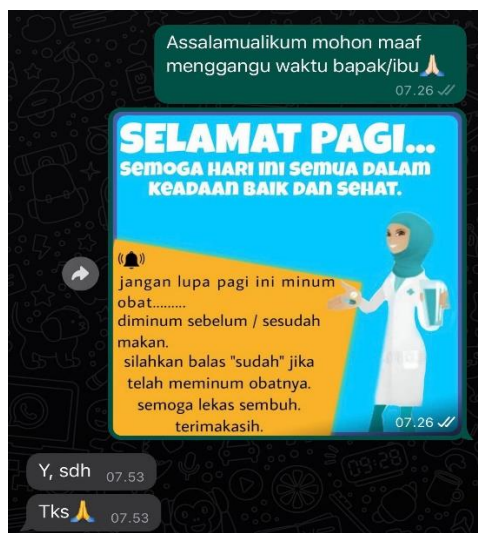 Assalamualikum mohon maaf
menggangu waktu bapak/ibu🙏🏻
07.26
SELAMAT PAGI...
SEMOGA HARI INI SEMUA DALAM
KEADAAN BAIK DAN SEHAT.
jangan lupa pagi ini minum
obat.........
diminum sebelum / sesudah
makan.
silahkan balas "sudah" jika
telah meminum obatnya.
semoga lekas sembuh.
terimakasih.
07.26
Y, sdh 07.53
Tks🙏 07.53